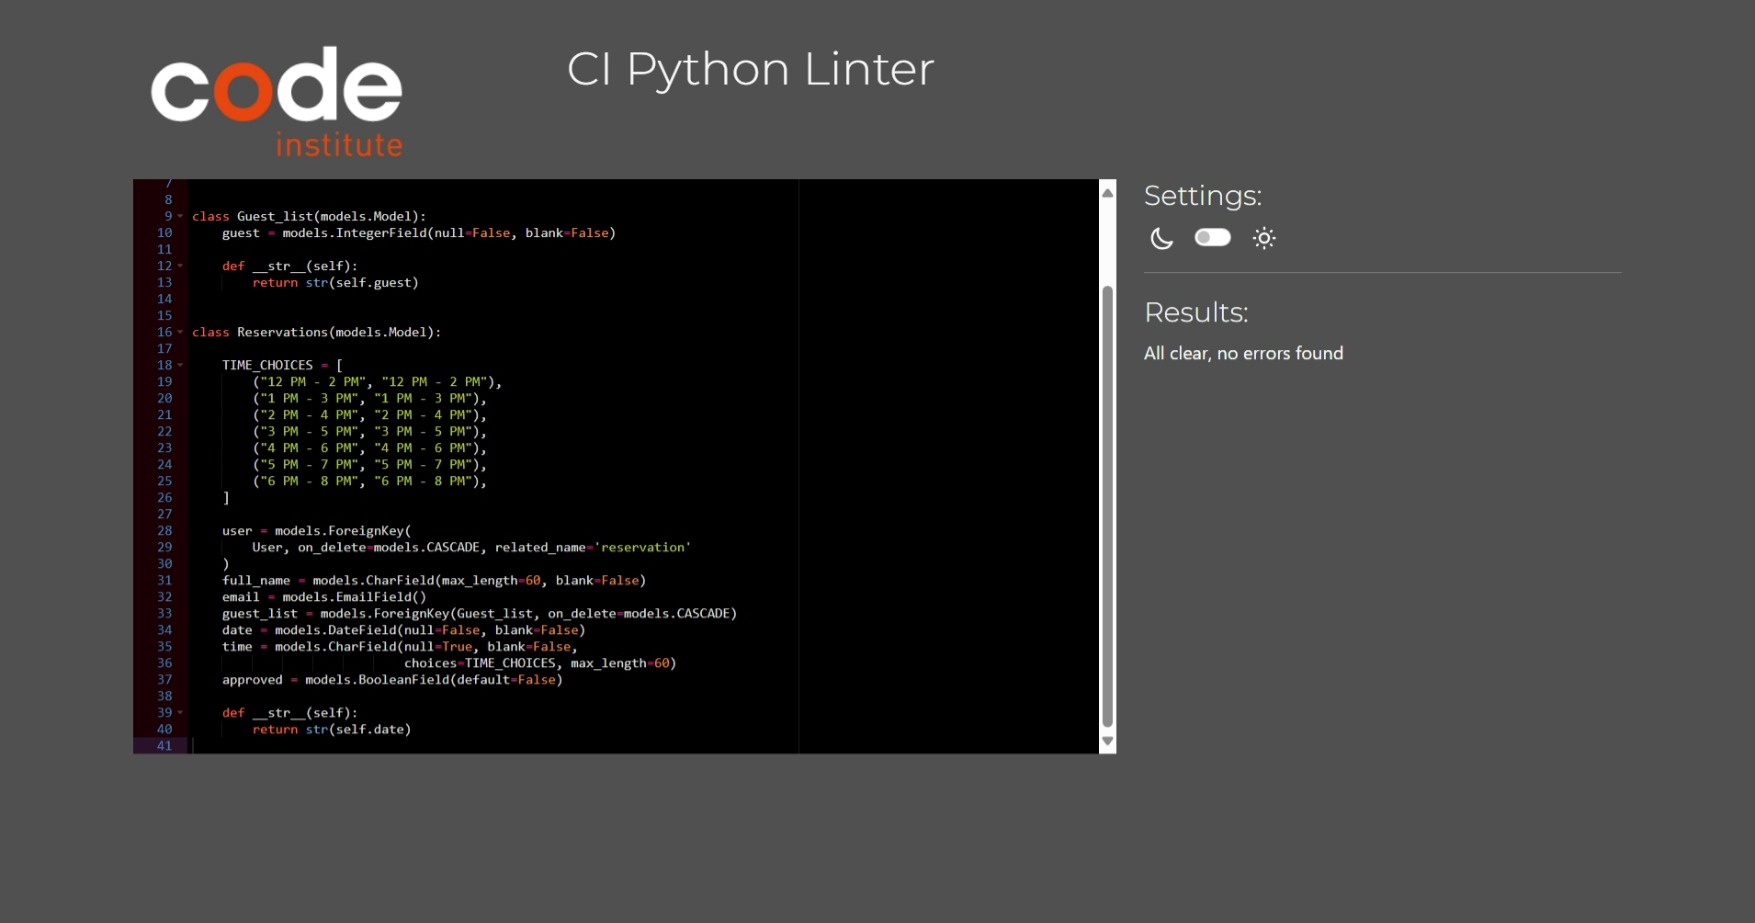 code
institute
CI Python Linter
7
8
9 class Guest_list(models.Model):
10     guest = models.IntegerField(null=False, blank=False)
11
12     def __str__(self):
13         return str(self.guest)
14
15
16 class Reservations(models.Model):
17
18     TIME_CHOICES = [
19         ("12 PM - 2 PM", "12 PM - 2 PM"),
20         ("1 PM - 3 PM", "1 PM - 3 PM"),
21         ("2 PM - 4 PM", "2 PM - 4 PM"),
22         ("3 PM - 5 PM", "3 PM - 5 PM"),
23         ("4 PM - 6 PM", "4 PM - 6 PM"),
24         ("5 PM - 7 PM", "5 PM - 7 PM"),
25         ("6 PM - 8 PM", "6 PM - 8 PM"),
26     ]
27
28     user = models.ForeignKey(
29         User, on_delete=models.CASCADE, related_name='reservation'
30     )
31     full_name = models.CharField(max_length=60, blank=False)
32     email = models.EmailField()
33     guest_list = models.ForeignKey(Guest_list, on_delete=models.CASCADE)
34     date = models.DateField(null=False, blank=False)
35     time = models.CharField(null=True, blank=False,
36                             choices=TIME_CHOICES, max_length=60)
37     approved = models.BooleanField(default=False)
38
39     def __str__(self):
40         return str(self.date)
41
Settings:
Results:
All clear, no errors found